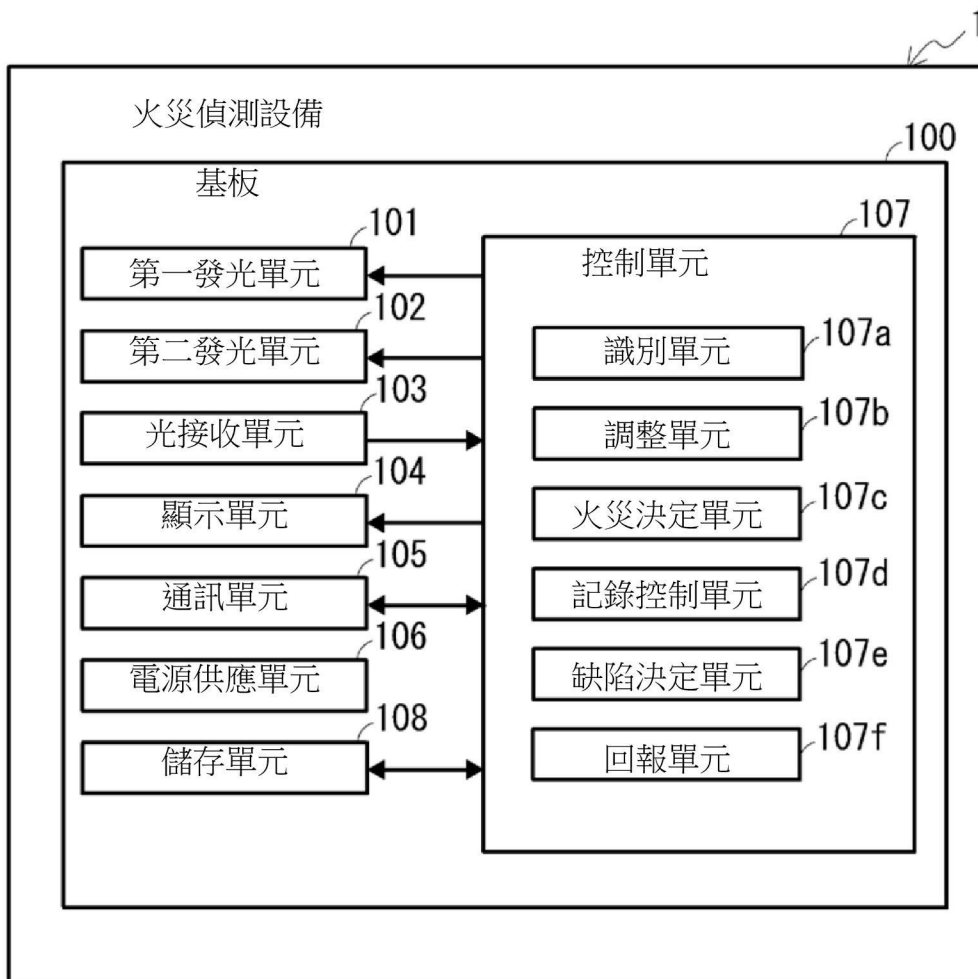 1
火災偵測設備
100
基板
101
第一發光單元
102
第二發光單元
103
光接收單元
104
顯示單元
105
通訊單元
106
電源供應單元
108
儲存單元
107
控制單元
107a
識別單元
107b
調整單元
107c
火災決定單元
107d
記錄控制單元
107e
缺陷決定單元
107f
回報單元